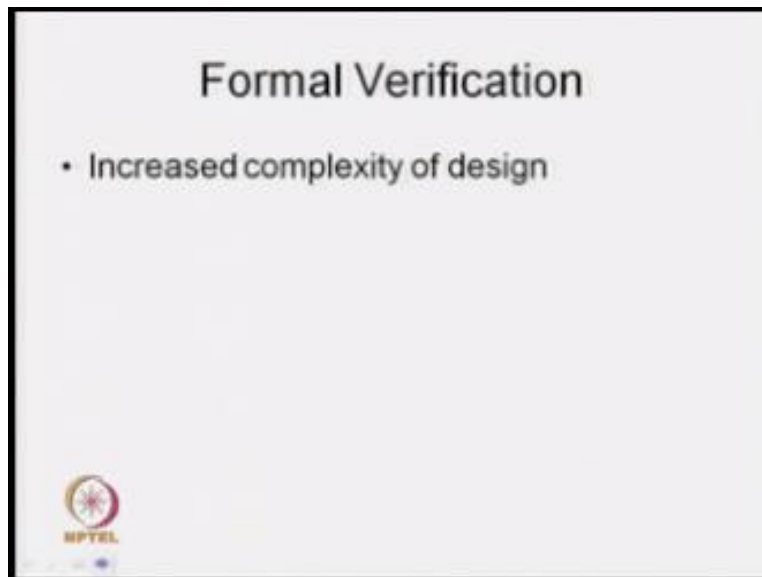 Formal Verification
• Increased complexity of design
NPTEL